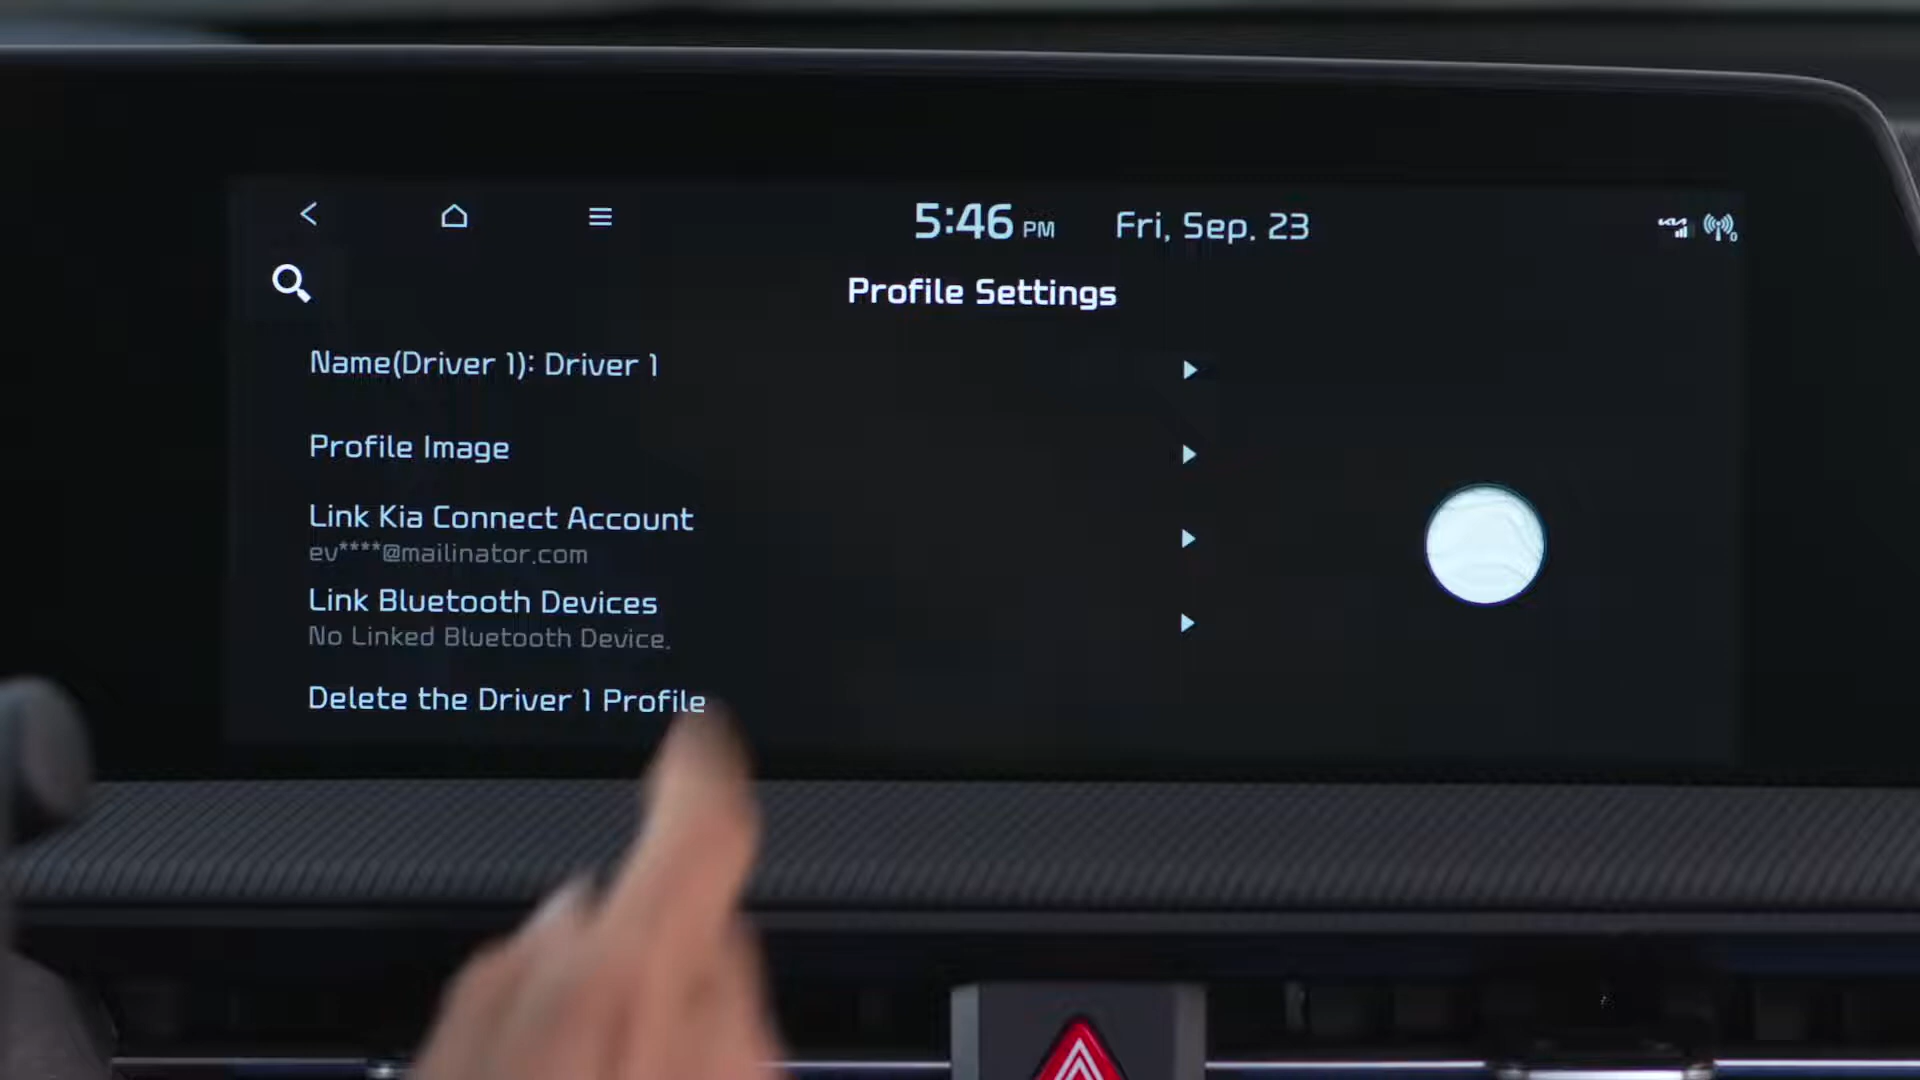 5:46 PM Fri, Sep. 23
Profile Settings
Name(Driver 1): Driver 1
Profile Image
Link Kia Connect Account
ev****@mailinator.com
Link Bluetooth Devices
No Linked Bluetooth Device.
Delete the Driver 1 Profile